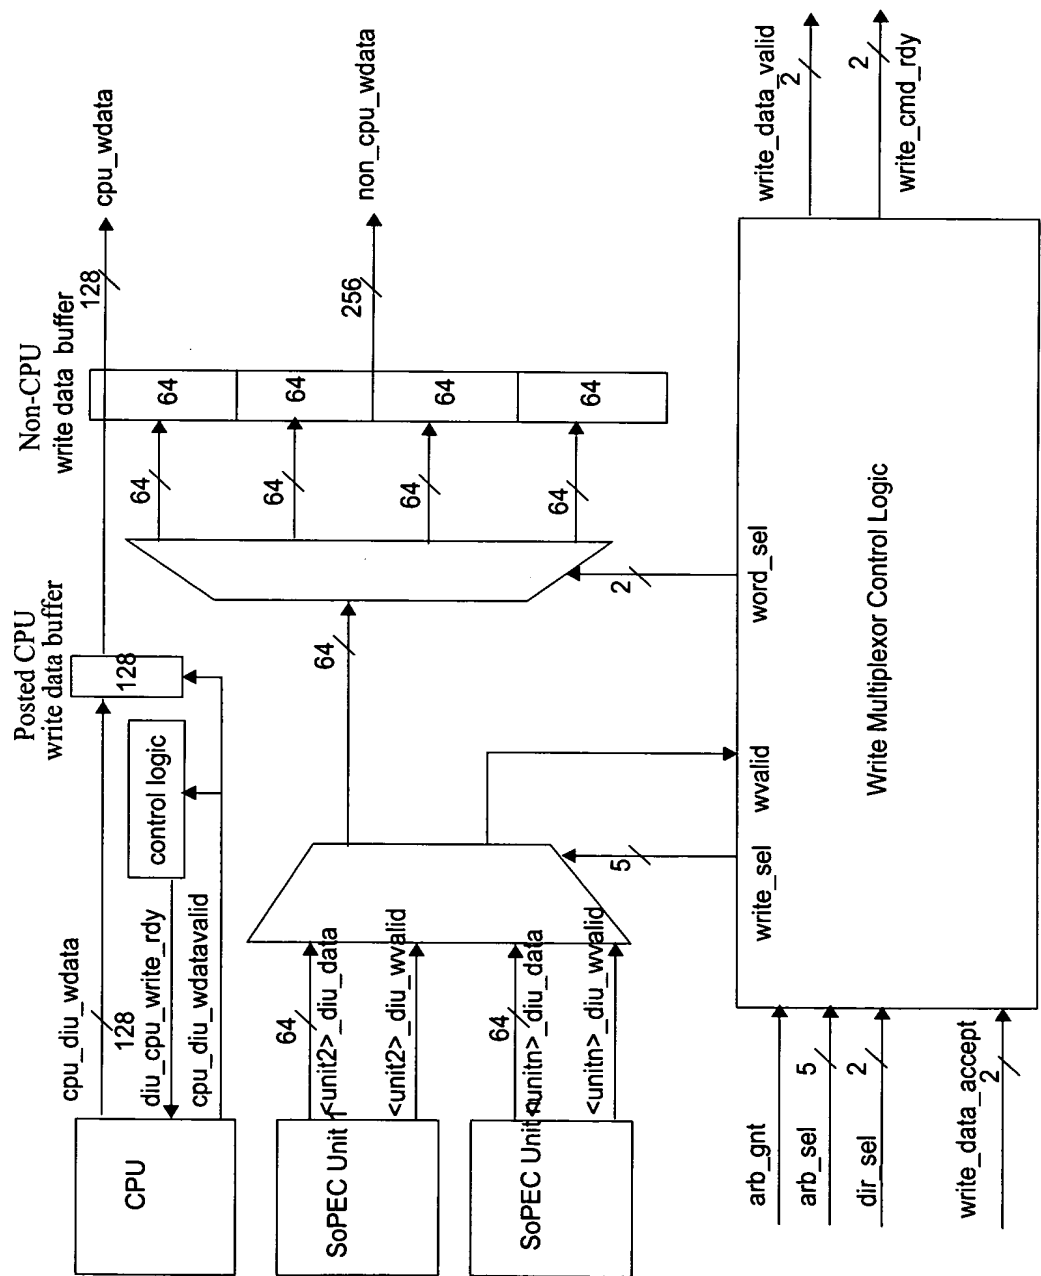 CPU
cpu_diu_wdata
128
diu_cpu_write_rdy
cpu_diu_wdatavalid
control logic
Posted CPU
write data buffer
128
128
cpu_wdata
Non-CPU
write data buffer
64
64
64
64
64
64
64
64
256
non_cpu_wdata
SoPEC Unit 1
64
<unit2>_diu_data
<unit2>_diu_wvalid
SoPEC Unit n
64
<unitn>_diu_data
<unitn>_diu_wvalid
64
5
2
write_sel
wvalid
word_sel
Write Multiplexor Control Logic
arb_gnt
arb_sel
5
dir_sel
2
write_data_accept
2
write_data_valid
2
2
write_cmd_rdy